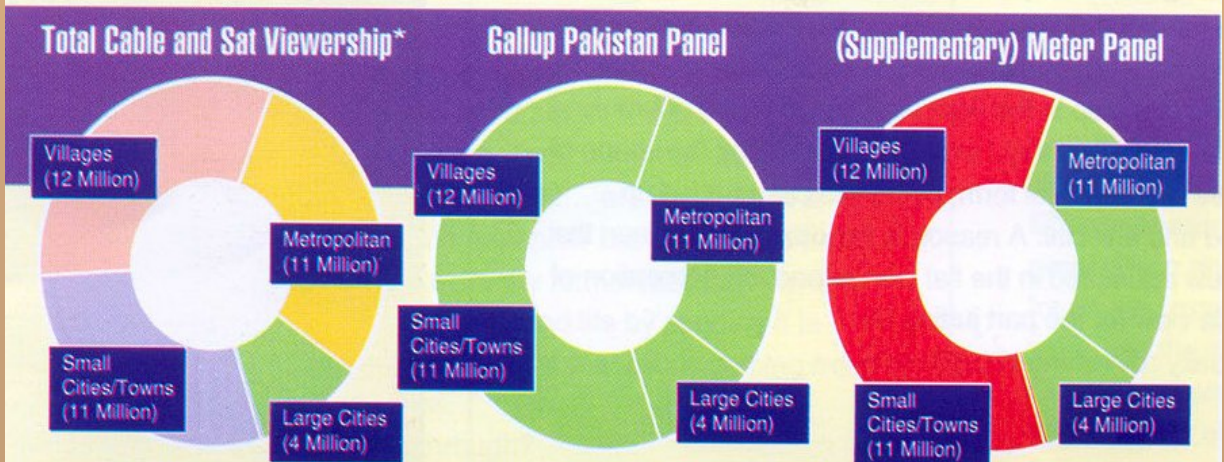 Total Cable and Sat Viewership*
Villages
(12 Million)
Metropolitan
(11 Million)
Small
Cities/Towns
(11 Million)
Large Cities
(4 Million)
Gallup Pakistan Panel
Villages
(12 Million)
Metropolitan
(11 Million)
Small
Cities/Towns
(11 Million)
Large Cities
(4 Million)
(Supplementary) Meter Panel
Villages
(12 Million)
Metropolitan
(11 Million)
Small
Cities/Towns
(11 Million)
Large Cities
(4 Million)